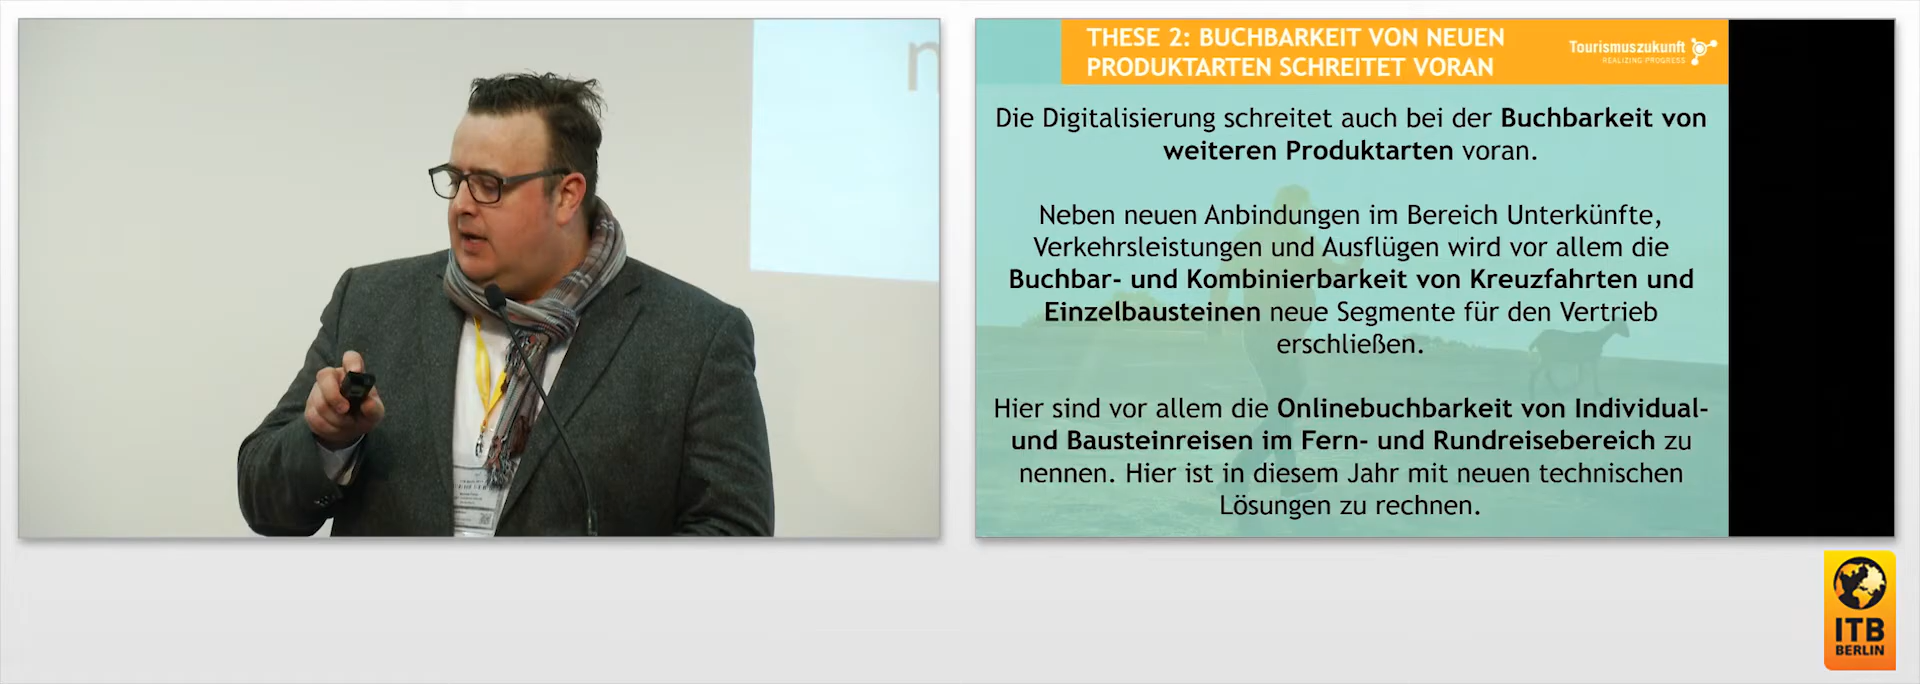 THESE 2: BUCHBARKEIT VON NEUEN
PRODUKTARTEN SCHREITET VORAN
Tourismuszukunft
REALIZING PROGRESS
Die Digitalisierung schreitet auch bei der Buchbarkeit von
weiteren Produktarten voran.
Neben neuen Anbindungen im Bereich Unterkünfte,
Verkehrsleistungen und Ausflügen wird vor allem die
Buchbar- und Kombinierbarkeit von Kreuzfahrten und
Einzelbausteinen neue Segmente für den Vertrieb
erschließen.
Hier sind vor allem die Onlinebuchbarkeit von Individual-
und Bausteinreisen im Fern- und Rundreisebereich zu
nennen. Hier ist in diesem Jahr mit neuen technischen
Lösungen zu rechnen.
ITB
BERLIN